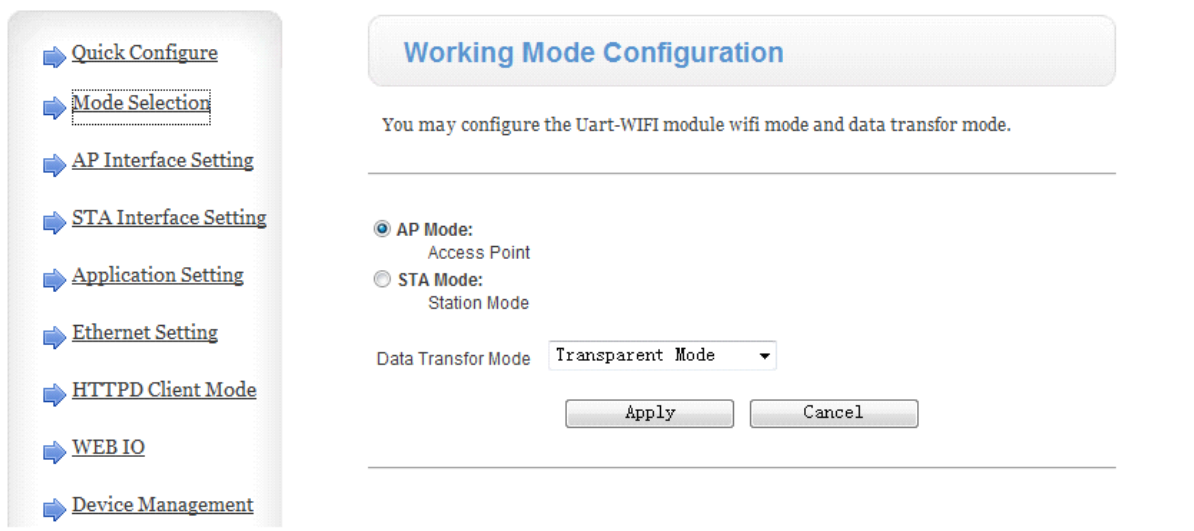 Quick Configure
Mode Selection
AP Interface Setting
STA Interface Setting
Application Setting
Ethernet Setting
HTTPD Client Mode
WEB IO
Device Management
Working Mode Configuration
You may configure the Uart-WIFI module wifi mode and data transfor mode.
AP Mode:
Access Point
STA Mode:
Station Mode
Data Transfor Mode Transparent Mode
Apply Cancel